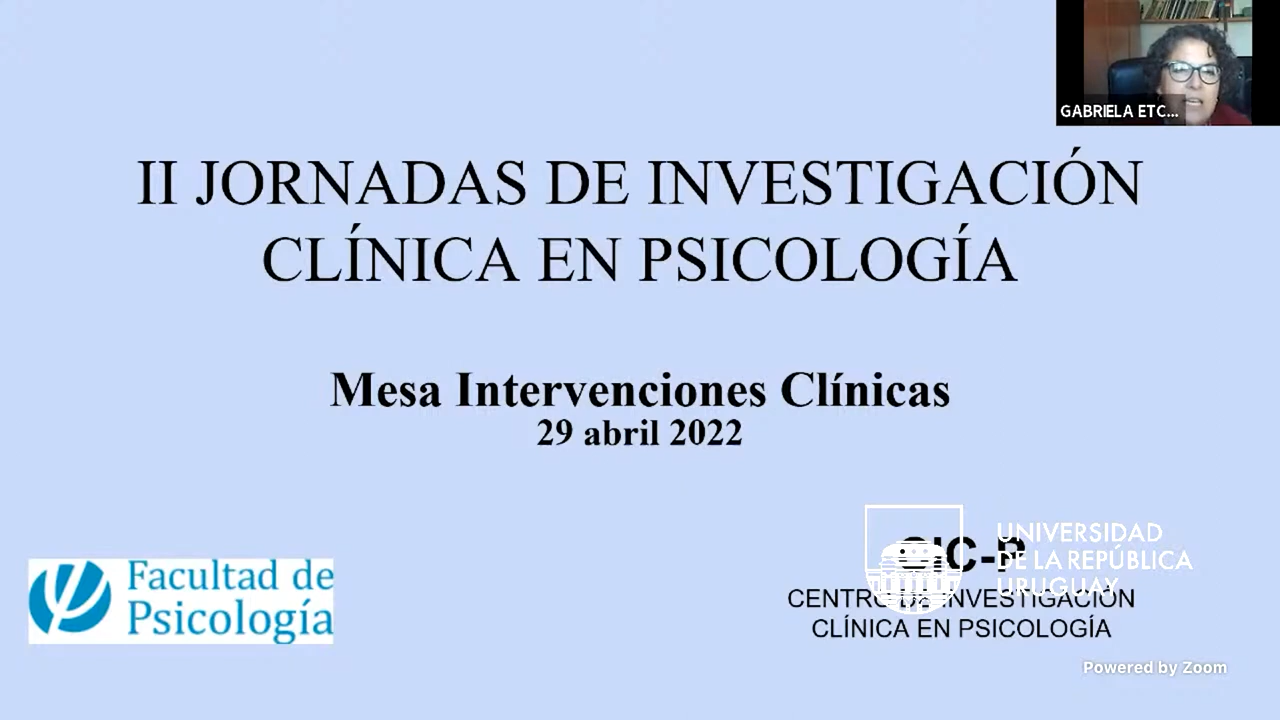 GABRIELA ETC...
II JORNADAS DE INVESTIGACIÓN
CLÍNICA EN PSICOLOGÍA
Mesa Intervenciones Clínicas
29 abril 2022
Facultad de
Psicología
CIC-P
CENTRO DE INVESTIGACIÓN
CLÍNICA EN PSICOLOGÍA
UNIVERSIDAD
DE LA REPÚBLICA
URUGUAY
Powered by Zoom